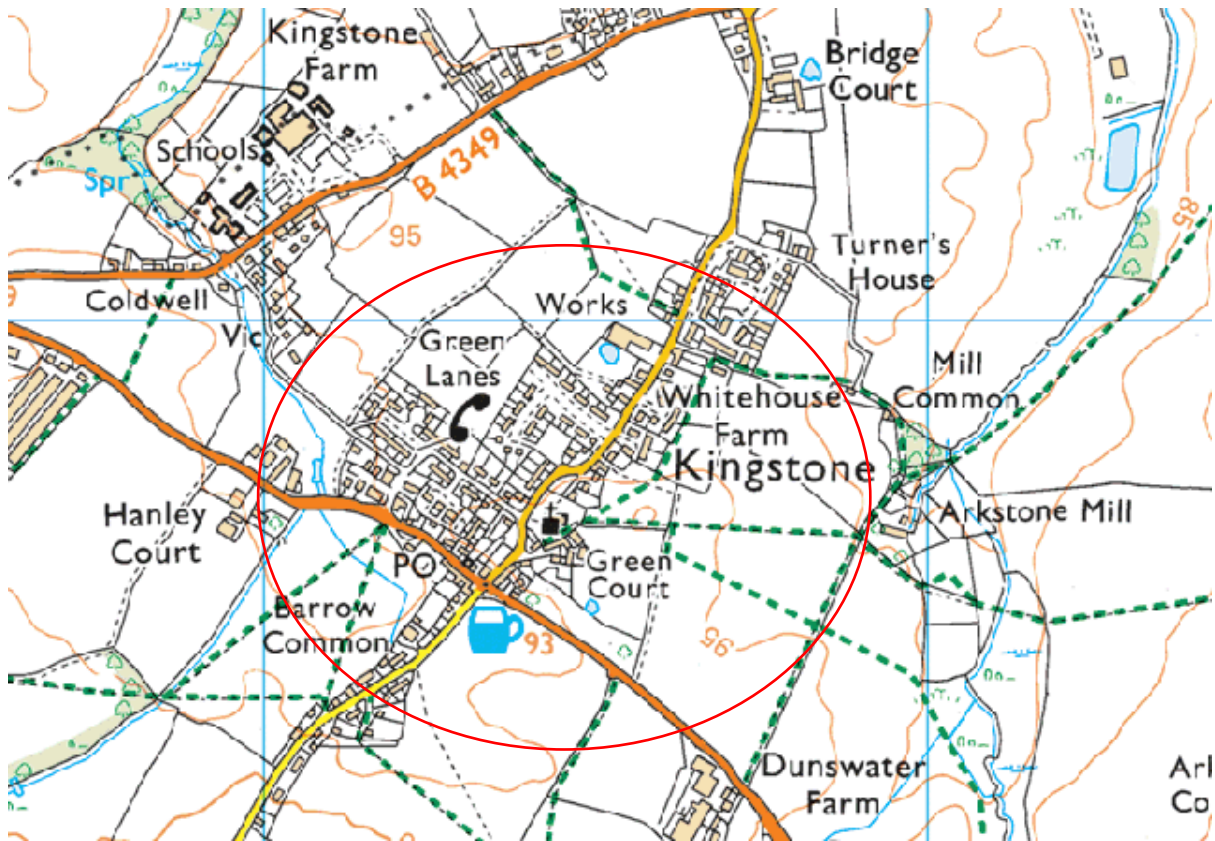 Kingstone
Farm
Bridge
Court
Schools
B 4349
Spr
85
95
Turner's
House
Coldwell
Works
Vic
Green
Lanes
Mill
Common
Whitehouse
Farm
Kingstone
Hanley
Court
Arkstone Mill
PO
Green
Court
Barrow
Common
93
95
Dunswater
Farm